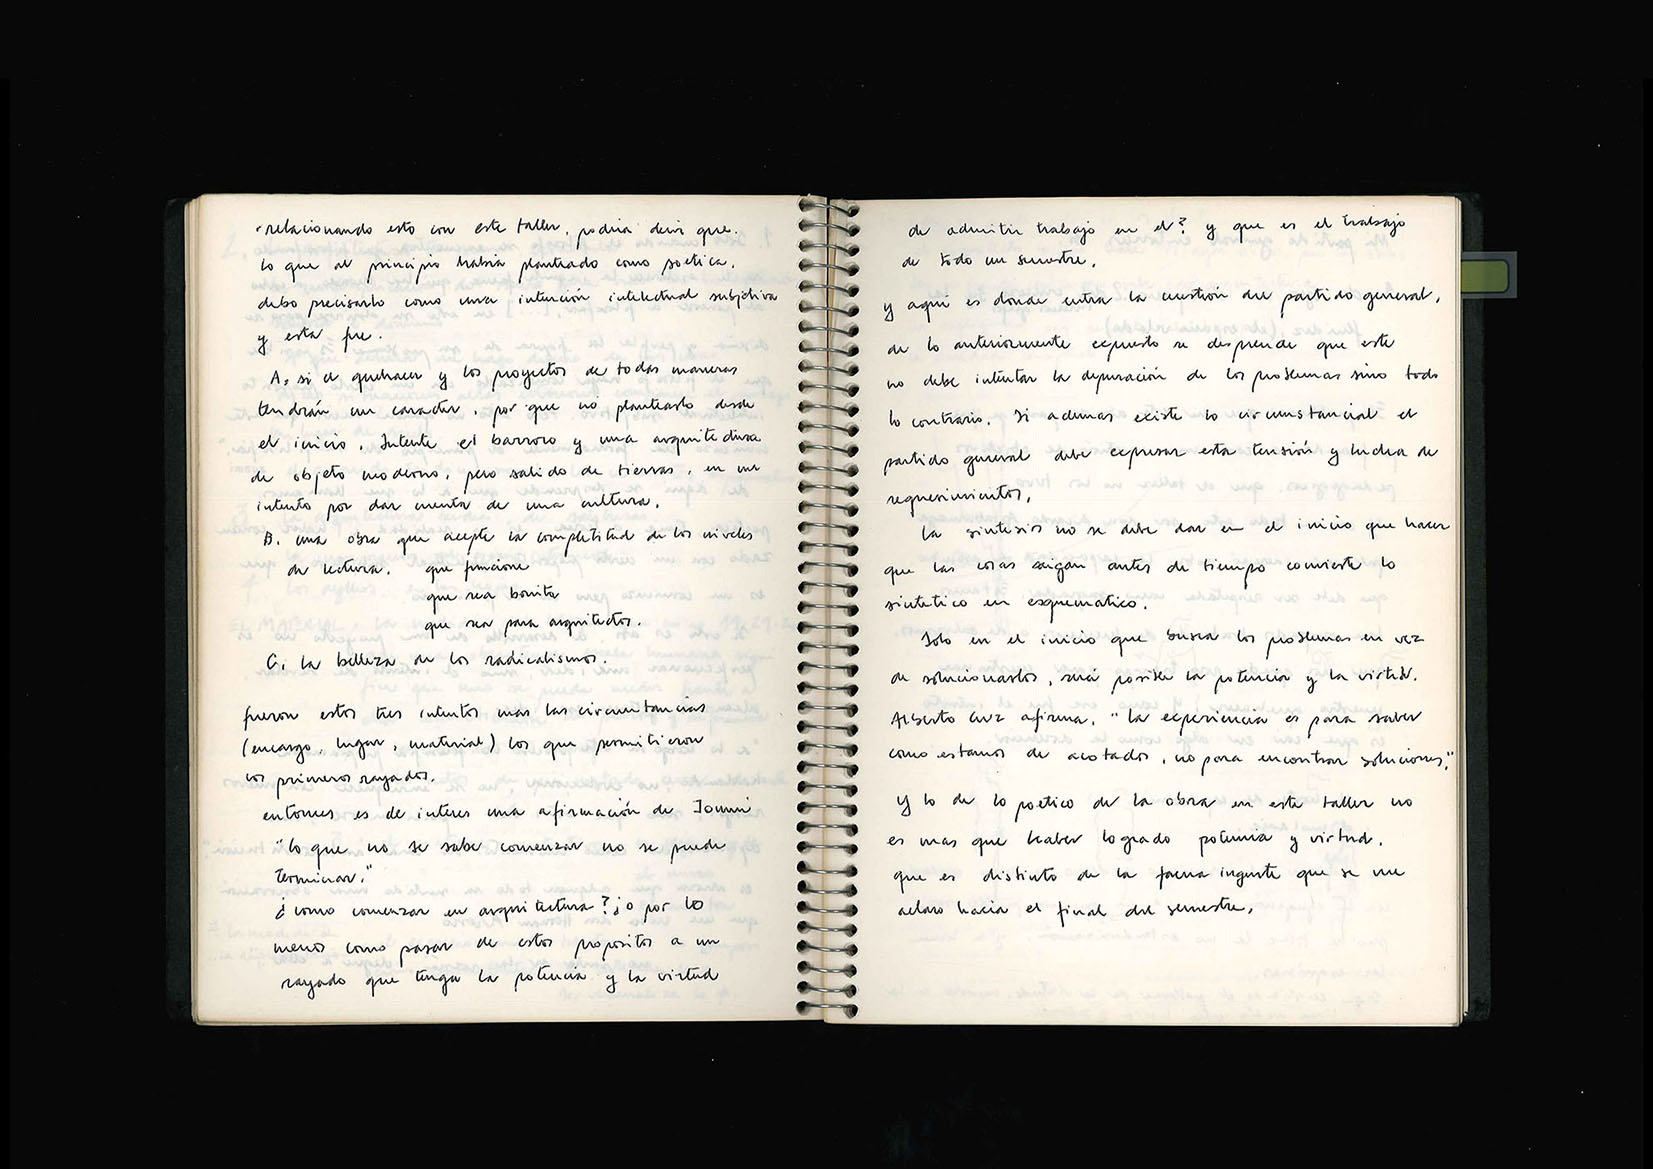 relacionando esto con este taller, podria decir que.
lo que al principio habia planteado como poetica,
debo precisarlo como una intención intelectual subjetiva
y esta fue.
A. si el quehacer y los proyectos de todas maneras
tendrán un caracter, por que no plantearlo desde
el inicio. Intente el barroco y una arquitectura
de objeto moderno, pero salido de tierras, en un
intento por dar cuenta de una cultura.
B. una obra que acepte la completitud de los niveles
de lectura. que funcione
que sea bonita
que sea para arquitectos.
C. la belleza de los radicalismos.
fueron estos tres intentos mas las circunstancias
(encargo, lugar, material) los que permitieron
los primeros rayados.
entonces es de interes una afirmación de Iommi
"lo que no se sabe comenzar no se puede
terminar."
¿como comenzar en arquitectura? ¿o por lo
menos como pasar de estos propositos a un
rayado que tenga la potencia y la virtud
de admitir trabajo en el? y que es el trabajo
de todo un semestre.
y aqui es donde entra la cuestión del partido general,
de lo anteriormente expuesto se desprende que este
no debe intentar la depuración de los problemas sino todo
lo contrario. Si ademas existe lo circunstancial el
partido general debe expresar esta tensión y lucha de
requerimientos.
La sintesis no se debe dar en el inicio que hacer
que las cosas caigan antes de tiempo convierte lo
sintetico en esquematico.
Solo en el inicio que busca los problemas en vez
de solucionarlos, será posible la potencia y la virtud.
Alberto Cruz afirma. "la experiencia es para saber
como estamos de acotados, no para encontrar soluciones."
y lo de lo poetico de la obra en este taller no
es mas que haber logrado potencia y virtud.
que es distinto de la faena ingente que se me
aclaro hacia el final del semestre.